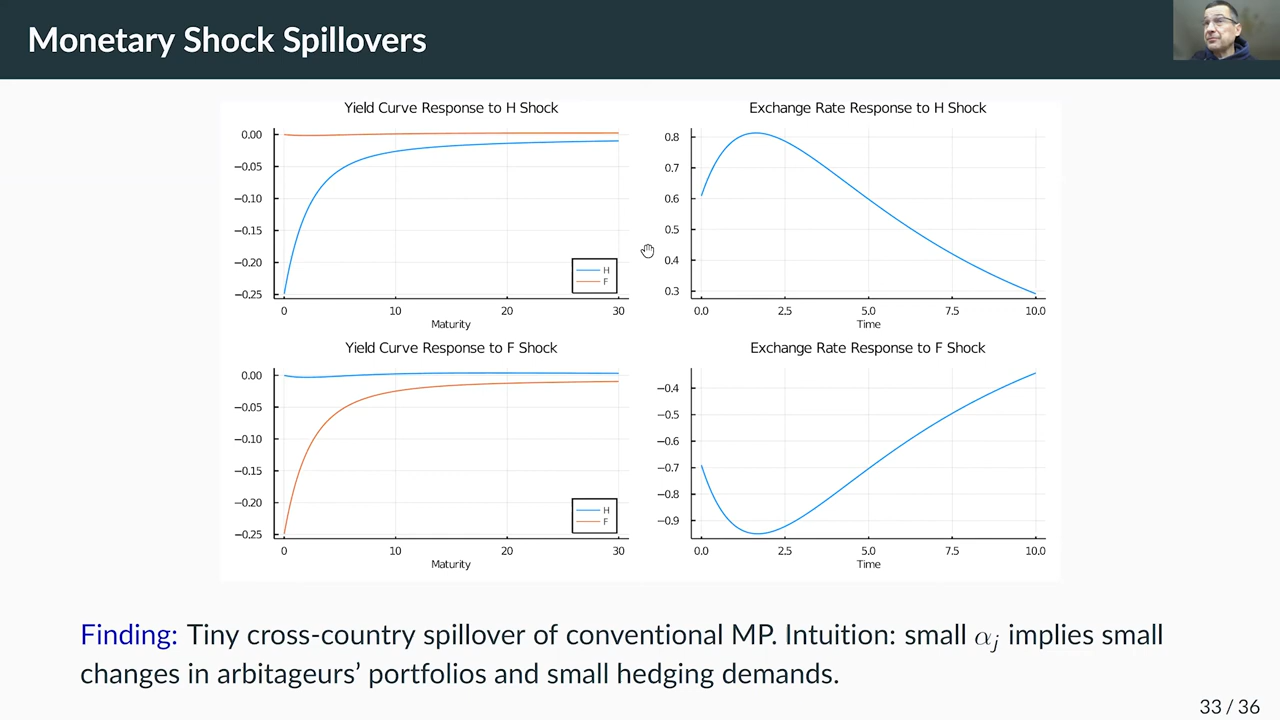 Monetary Shock Spillovers
Yield Curve Response to H Shock
0.00
−0.05
−0.10
−0.15
−0.20
−0.25
0
10
20
30
Maturity
H
F
Exchange Rate Response to H Shock
0.8
0.7
0.6
0.5
0.4
0.3
0.0
2.5
5.0
7.5
10.0
Time
Yield Curve Response to F Shock
0.00
−0.05
−0.10
−0.15
−0.20
−0.25
0
10
20
30
Maturity
H
F
Exchange Rate Response to F Shock
−0.4
−0.5
−0.6
−0.7
−0.8
−0.9
0.0
2.5
5.0
7.5
10.0
Time
Finding: Tiny cross-country spillover of conventional MP. Intuition: small αⱼ implies small
changes in arbitageurs’ portfolios and small hedging demands.
33 / 36